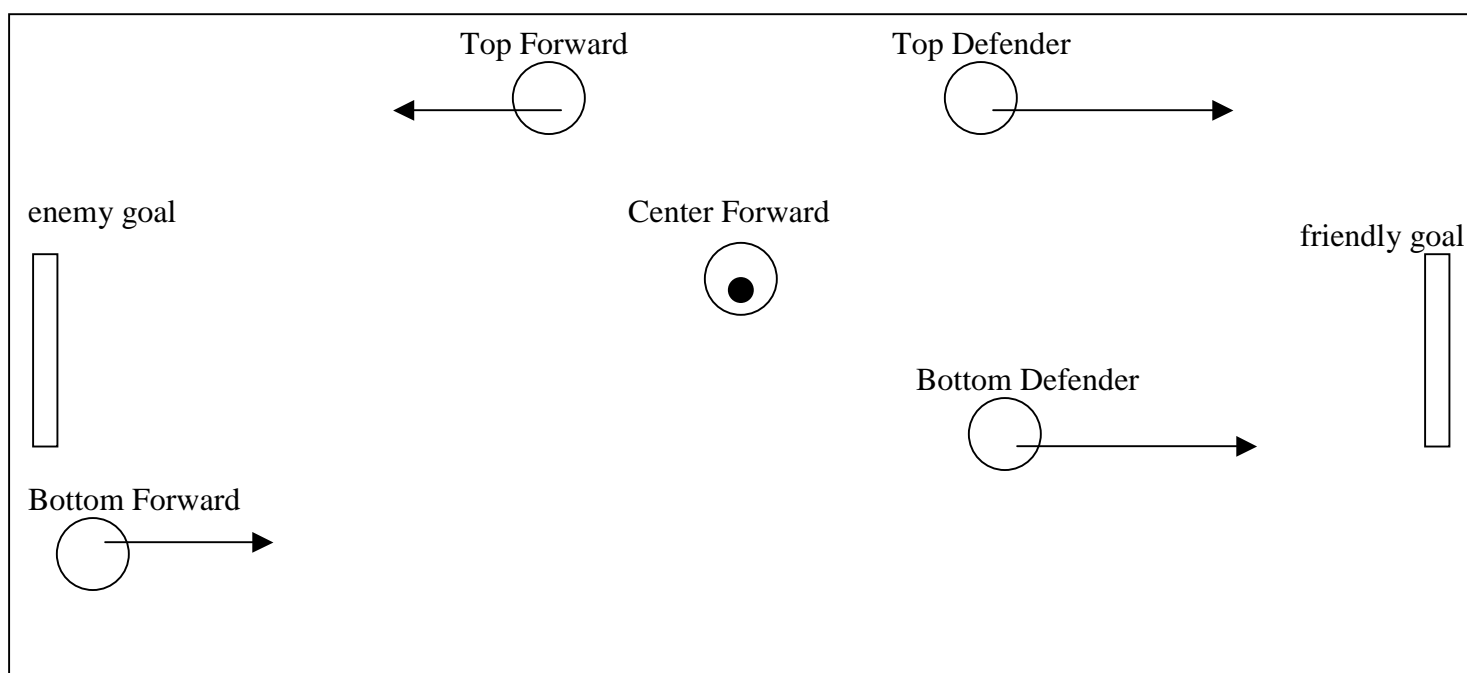 Top Forward
Top Defender
enemy goal
Center Forward
friendly goal
Bottom Defender
Bottom Forward